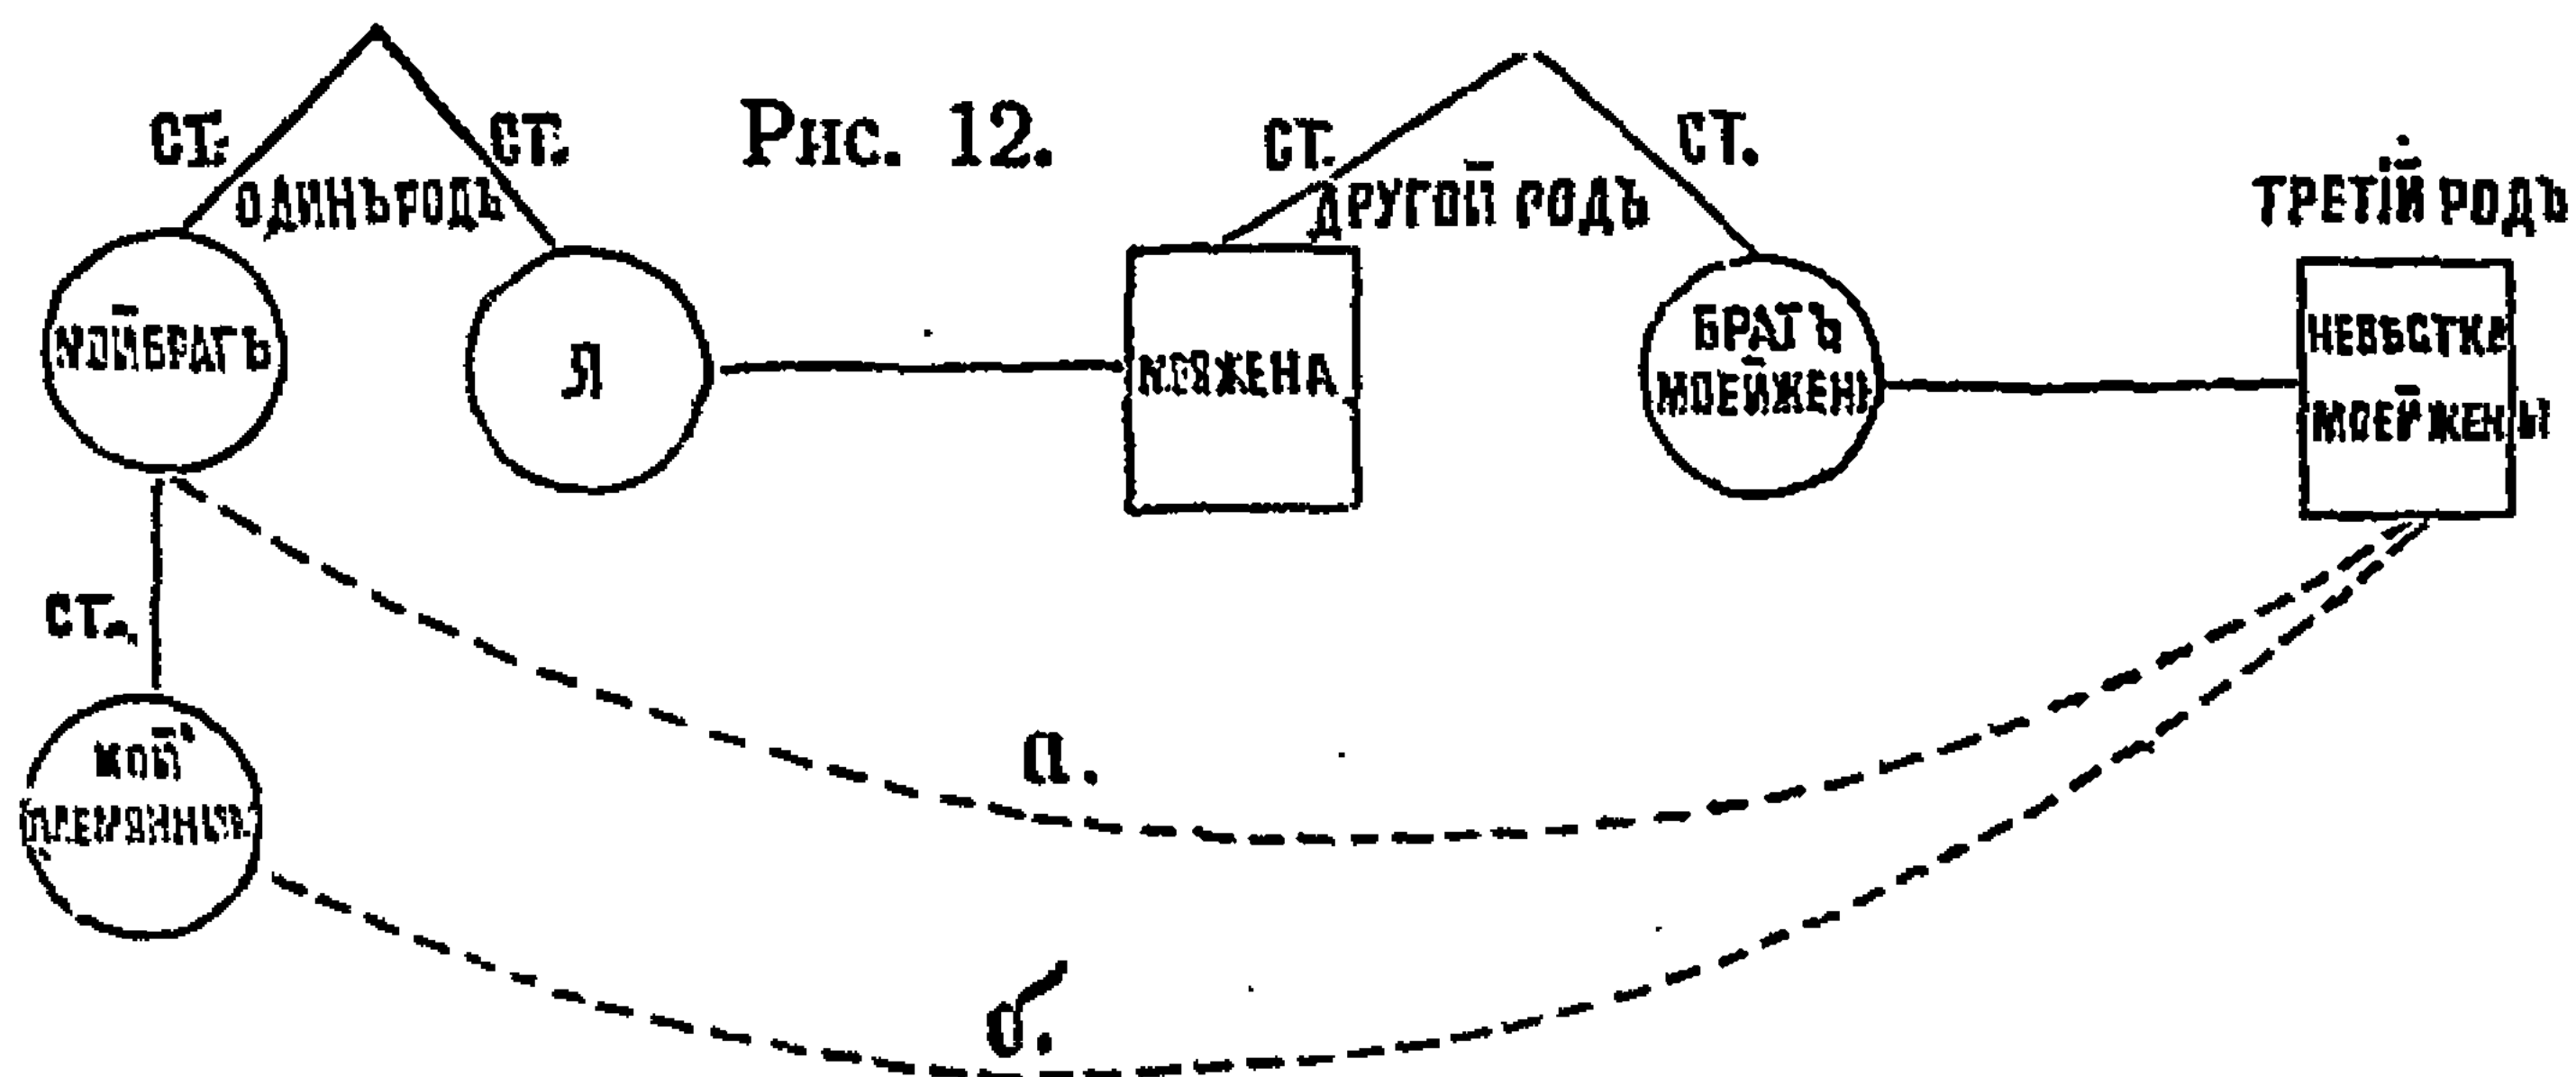 Рис. 12.
СТ.
СТ.
ОДИНЪ РОДЪ
СТ.
СТ.
ДРУГОЙ РОДЪ
ТРЕТІЙ РОДЪ
МОЙ БРАТЪ
Я
МОЯ ЖЕНА
БРАТЪ
МОЕЙ ЖЕНЫ
НЕВѢСТКА
МОЕЙ ЖЕНЫ
СТ.
МОЙ
ПЛЕМЯННИКЪ
а.
б.